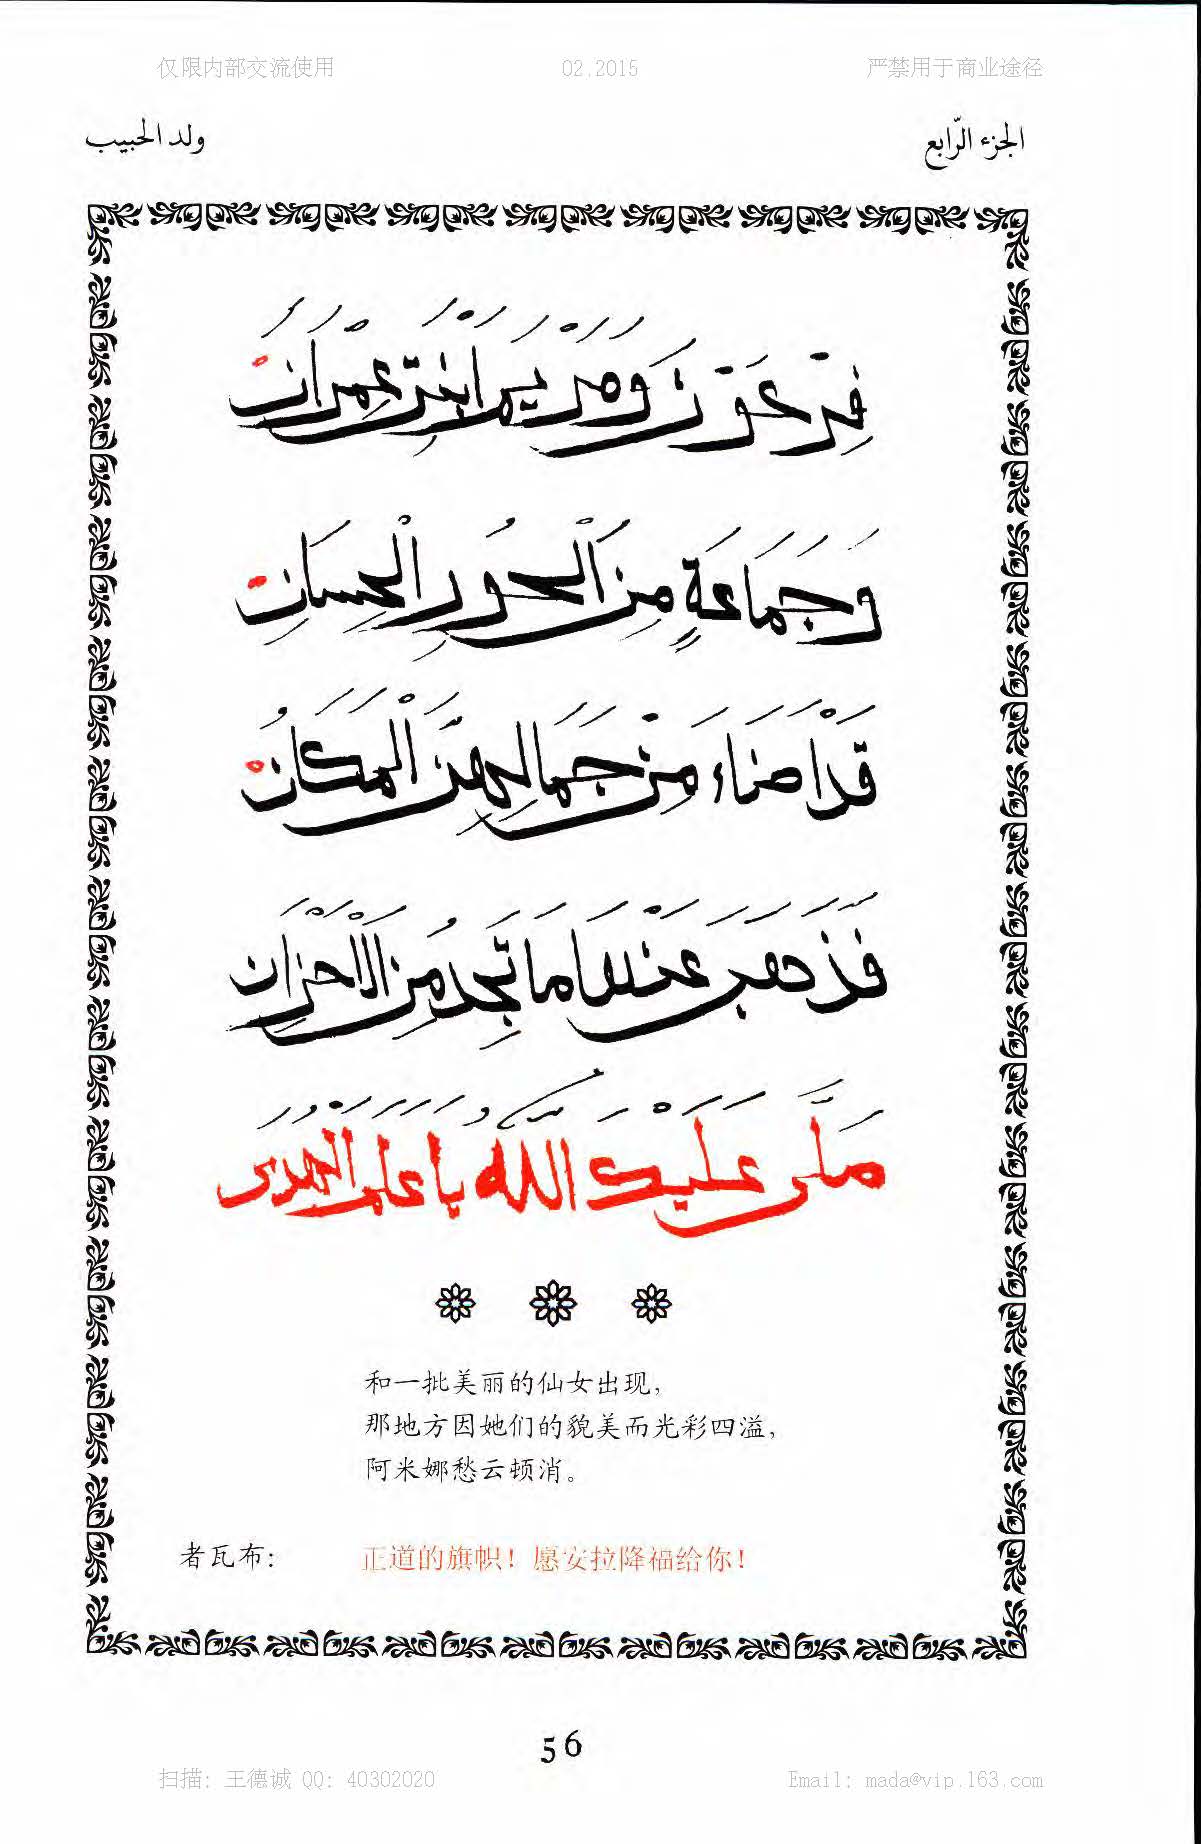 仅限内部交流使用 02.2015 严禁用于商业途径
الجزء الرّابع ولد الحبيب
فِرْعَوْنَ وَمَرْيَمَ ابْنَتِ عِمْرَانَ
وَجَمَاعَةٍ مِنَ الْحُورِ الْحِسَانِ
قَدْ اَضَاءَ مِنْ جَمَالِهِنَّ الْمَكَانُ
فَذَهَبَ عَنْهَا مَا تَجِدُ مِنَ الْاَحْزَانِ
صَلَّى عَلَيْكَ اللهُ يَا عَلَمَ الْهُدَى
和一批美丽的仙女出现，
那地方因她们的貌美而光彩四溢，
阿米娜愁云顿消。
者瓦布： 正道的旗帜！愿安拉降福给你！
56
扫描: 王德诚 QQ: 40302020 Email: mada@vip.163.com